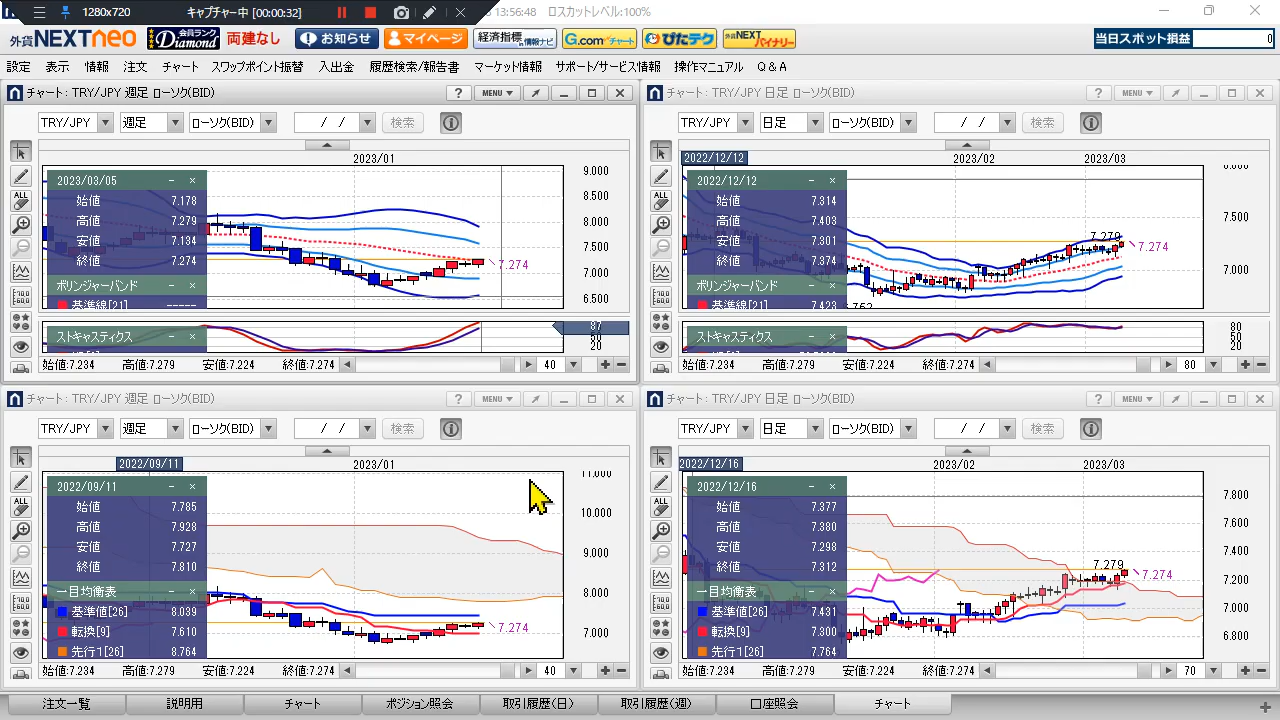 1280x720 キャプチャー中 [00:00:32] 13:56:48 ロスカットレベル:100%
外貨NEXTneo 会員ランク Diamond 両建なし お知らせ マイページ 経済指標 情報ナビ G.comチャート ぴたテク 外貨NEXTバイナリー 当日スポット損益 0
設定 表示 情報 注文 チャート スワップポイント振替 入出金 履歴検索/報告書 マーケット情報 サポート/サービス情報 操作マニュアル Q&A
チャート : TRY/JPY 週足 ローソク(BID) ? MENU
TRY/JPY 週足 ローソク(BID) / / 検索
ALL
2023/01
2023/03/05 − ×
始値 7.178
高値 7.279
安値 7.134
終値 7.274
ボリンジャーバンド − ×
基準線[21] -----
7.274
9.000
8.500
8.000
7.500
7.000
6.500
ストキャスティクス − ×
20
始値:7.234 高値:7.279 安値:7.224 終値:7.274 40
チャート : TRY/JPY 日足 ローソク(BID) ? MENU
TRY/JPY 日足 ローソク(BID) / / 検索
ALL
2022/12/12 2023/02 2023/03
2022/12/12 − ×
始値 7.314
高値 7.403
安値 7.301
終値 7.374
ボリンジャーバンド − ×
基準線[21] 7.423
7.279
7.274
8.000
7.500
7.000
ストキャスティクス − ×
80
20
始値:7.234 高値:7.279 安値:7.224 終値:7.274 80
チャート : TRY/JPY 週足 ローソク(BID) ? MENU
TRY/JPY 週足 ローソク(BID) / / 検索
ALL
2022/09/11 2023/01
2022/09/11 − ×
始値 7.785
高値 7.928
安値 7.727
終値 7.810
一目均衡表 − ×
基準値[26] 8.039
転換[9] 7.610
先行1[26] 8.764
7.274
11.000
10.000
9.000
8.000
7.000
始値:7.234 高値:7.279 安値:7.224 終値:7.274 40
チャート : TRY/JPY 日足 ローソク(BID) ? MENU
TRY/JPY 日足 ローソク(BID) / / 検索
ALL
2022/12/16 2023/02 2023/03
2022/12/16 − ×
始値 7.377
高値 7.380
安値 7.298
終値 7.312
一目均衡表 − ×
基準値[26] 7.431
転換[9] 7.300
先行1[26] 7.764
7.279
7.274
7.800
7.600
7.400
7.200
7.000
6.800
始値:7.234 高値:7.279 安値:7.224 終値:7.274 70
注文一覧 説明用 チャート ポジション照会 取引履歴(日) 取引履歴(週) 口座照会 チャート